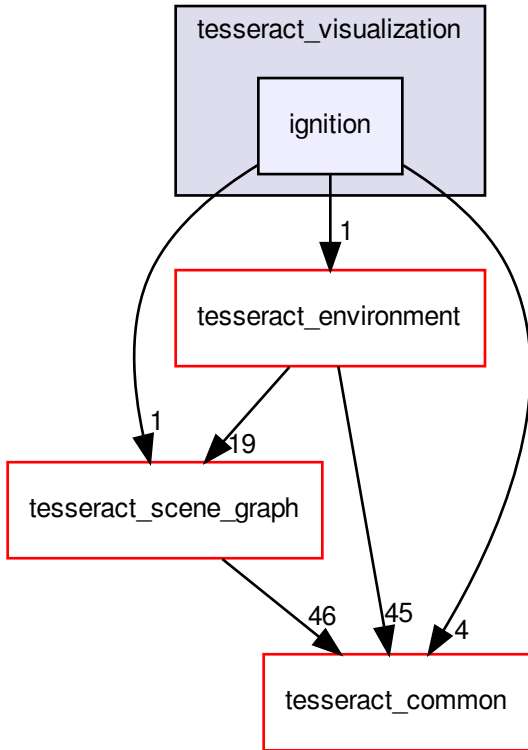 tesseract_visualization
ignition
1
tesseract_environment
1
19
tesseract_scene_graph
46
45
4
tesseract_common